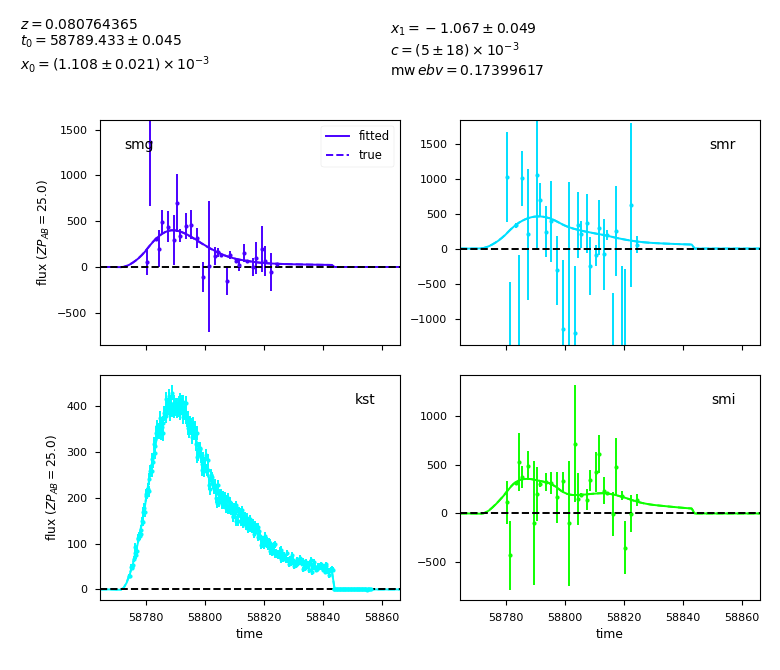 z = 0.080764365
t₀ = 58789.433 ± 0.045
x₀ = (1.108 ± 0.021) × 10⁻³
x₁ = −1.067 ± 0.049
c = (5 ± 18) × 10⁻³
mw ebv = 0.17399617
smg
fitted
true
1500
1000
500
0
−500
flux (ZP_AB = 25.0)
smr
1500
1000
500
0
−500
−1000
kst
400
300
200
100
0
flux (ZP_AB = 25.0)
58780 58800 58820 58840 58860
time
smi
1000
500
0
−500
58780 58800 58820 58840 58860
time